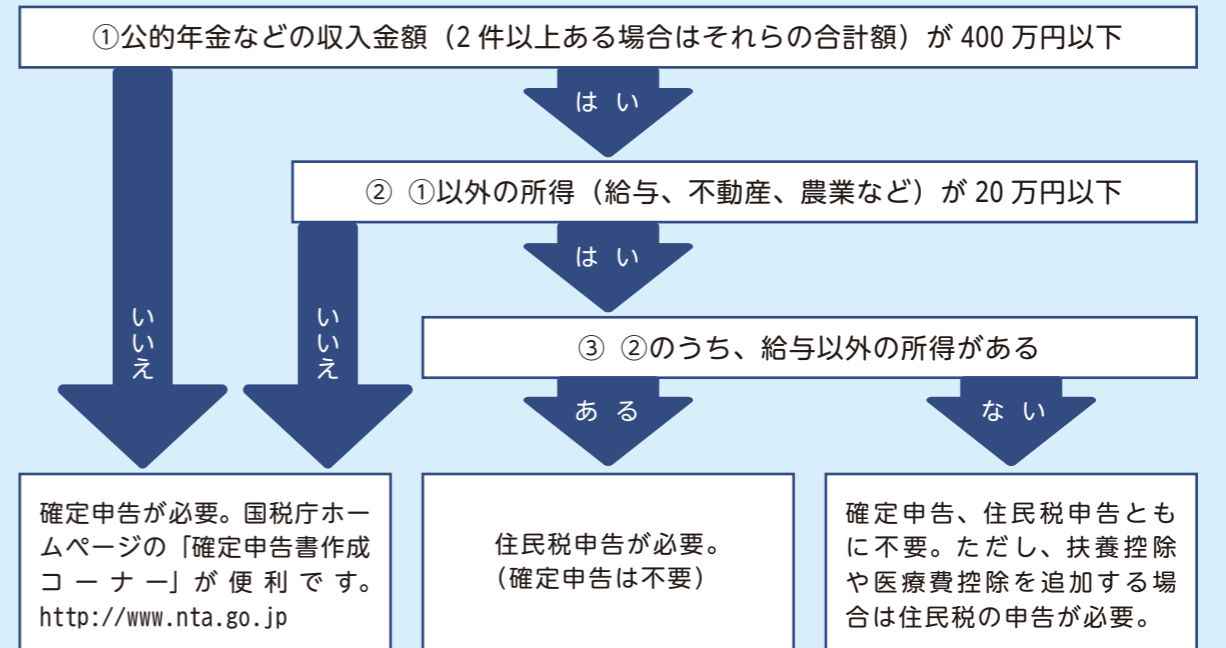 ①公的年金などの収入金額（2 件以上ある場合はそれらの合計額）が 400 万円以下
はい
② ①以外の所得（給与、不動産、農業など）が 20 万円以下
はい
いいえ
いいえ
③ ②のうち、給与以外の所得がある
ある
ない
確定申告が必要。国税庁ホー
ムページの「確定申告書作成
コーナー」が便利です。
http://www.nta.go.jp
住民税申告が必要。
（確定申告は不要）
確定申告、住民税申告とも
に不要。ただし、扶養控除
や医療費控除を追加する場
合は住民税の申告が必要。